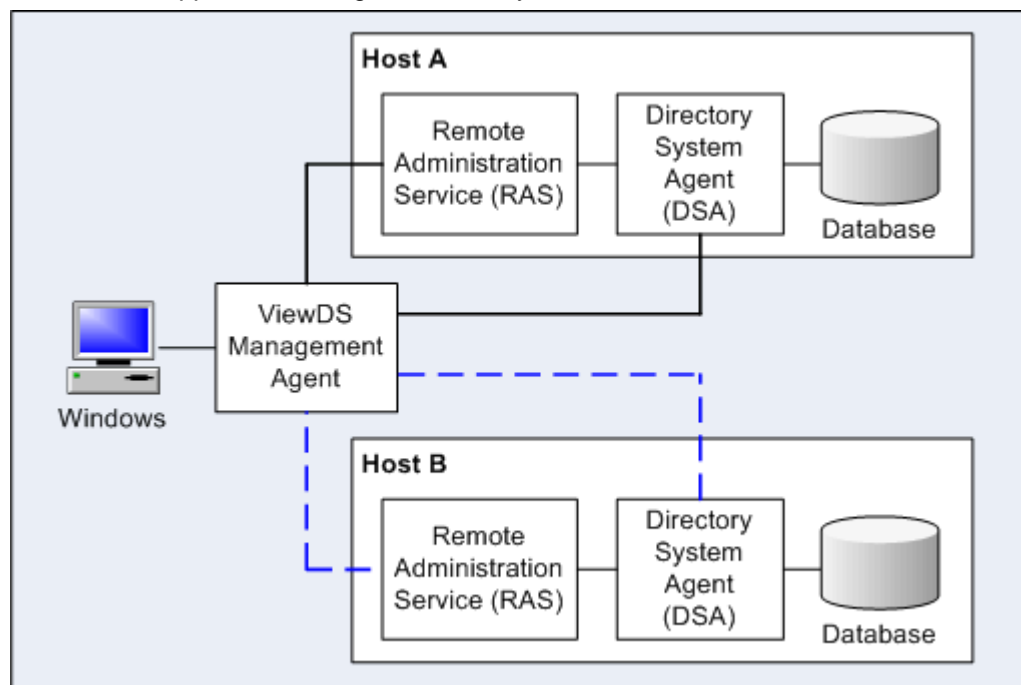 Host A
Remote
Administration
Service (RAS)
Directory
System
Agent
(DSA)
Database
ViewDS
Management
Agent
Windows
Host B
Remote
Administration
Service (RAS)
Directory
System
Agent
(DSA)
Database